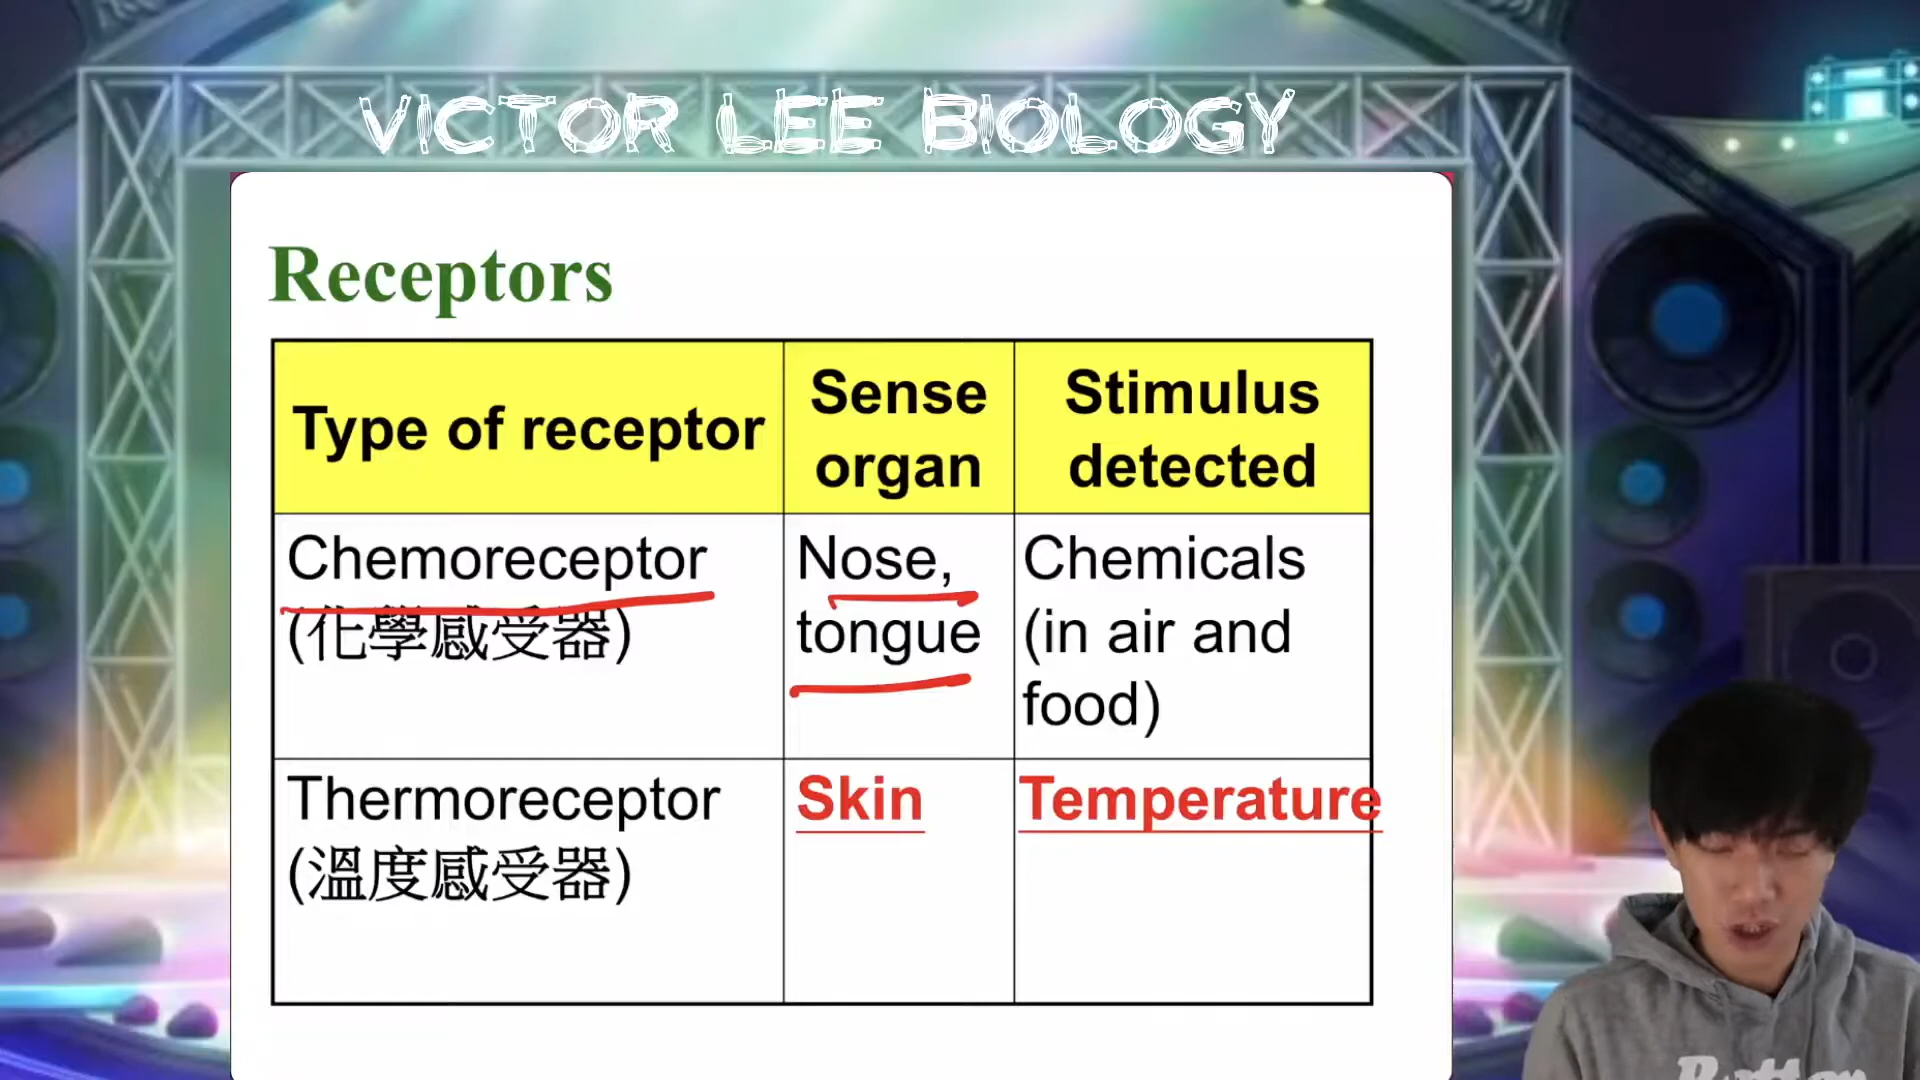 VICTOR LEE BIOLOGY
Receptors
Type of receptor
Sense
organ
Stimulus
detected
Chemoreceptor
(化學感受器)
Nose,
tongue
Chemicals
(in air and
food)
Thermoreceptor
(溫度感受器)
Skin
Temperature